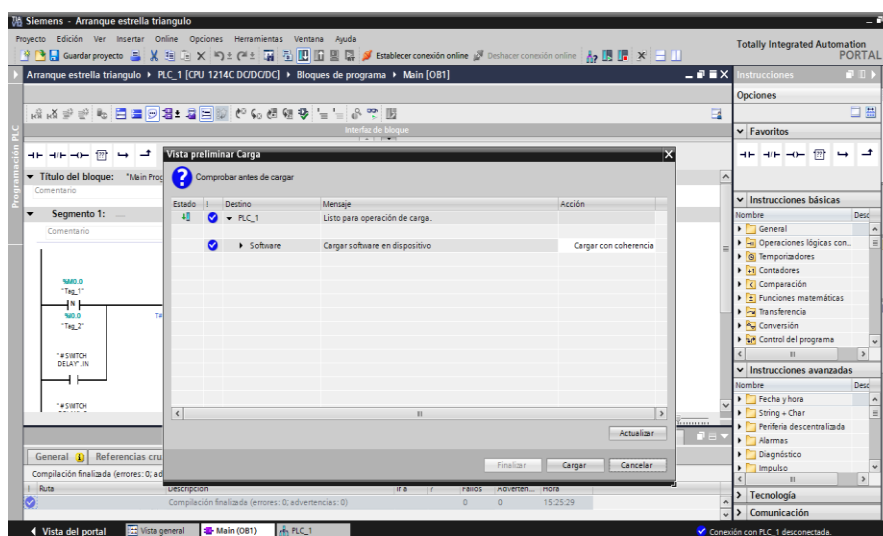 Siemens - Arranque estrella triangulo
Proyecto Edición Ver Insertar Online Opciones Herramientas Ventana Ayuda
Guardar proyecto Establecer conexión online Deshacer conexión online
Totally Integrated Automation
PORTAL
Arranque estrella triangulo PLC_1 [CPU 1214C DC/DC/DC] Bloques de programa Main [OB1]
Instrucciones
Opciones
Interfaz de bloque
Programación PLC
Favoritos
Título del bloque: "Main Prog
Comentario
Segmento 1: .....
Comentario
%M0.0
"Tag_1"
N
"Tag_2"
"#SWITCH
DELAY".IN
"#SWITCH
Vista preliminar Carga
X
Comprobar antes de cargar
Estado ! Destino Mensaje Acción
PLC_1 Listo para operación de carga.
Software Cargar software en dispositivo Cargar con coherencia
Actualizar
Finalizar Cargar Cancelar
Instrucciones básicas
Nombre Desc
General
Operaciones lógicas con..
Temporizadores
Contadores
Comparación
Funciones matemáticas
Transferencia
Conversión
Control del programa
Instrucciones avanzadas
Nombre Desc
Fecha y hora
String + Char
Periferia descentralizada
Alarmas
Diagnóstico
Impulso
Tecnología
Comunicación
General Referencias cru
Compilación finalizada (errores: 0; ad
! Ruta Descripción Ir a ? Fallos Adverten... Hora
Compilación finalizada (errores: 0; advertencias: 0) 0 0 15:25:29
Vista del portal Vista general Main (OB1) PLC_1
Conexión con PLC_1 desconectada.